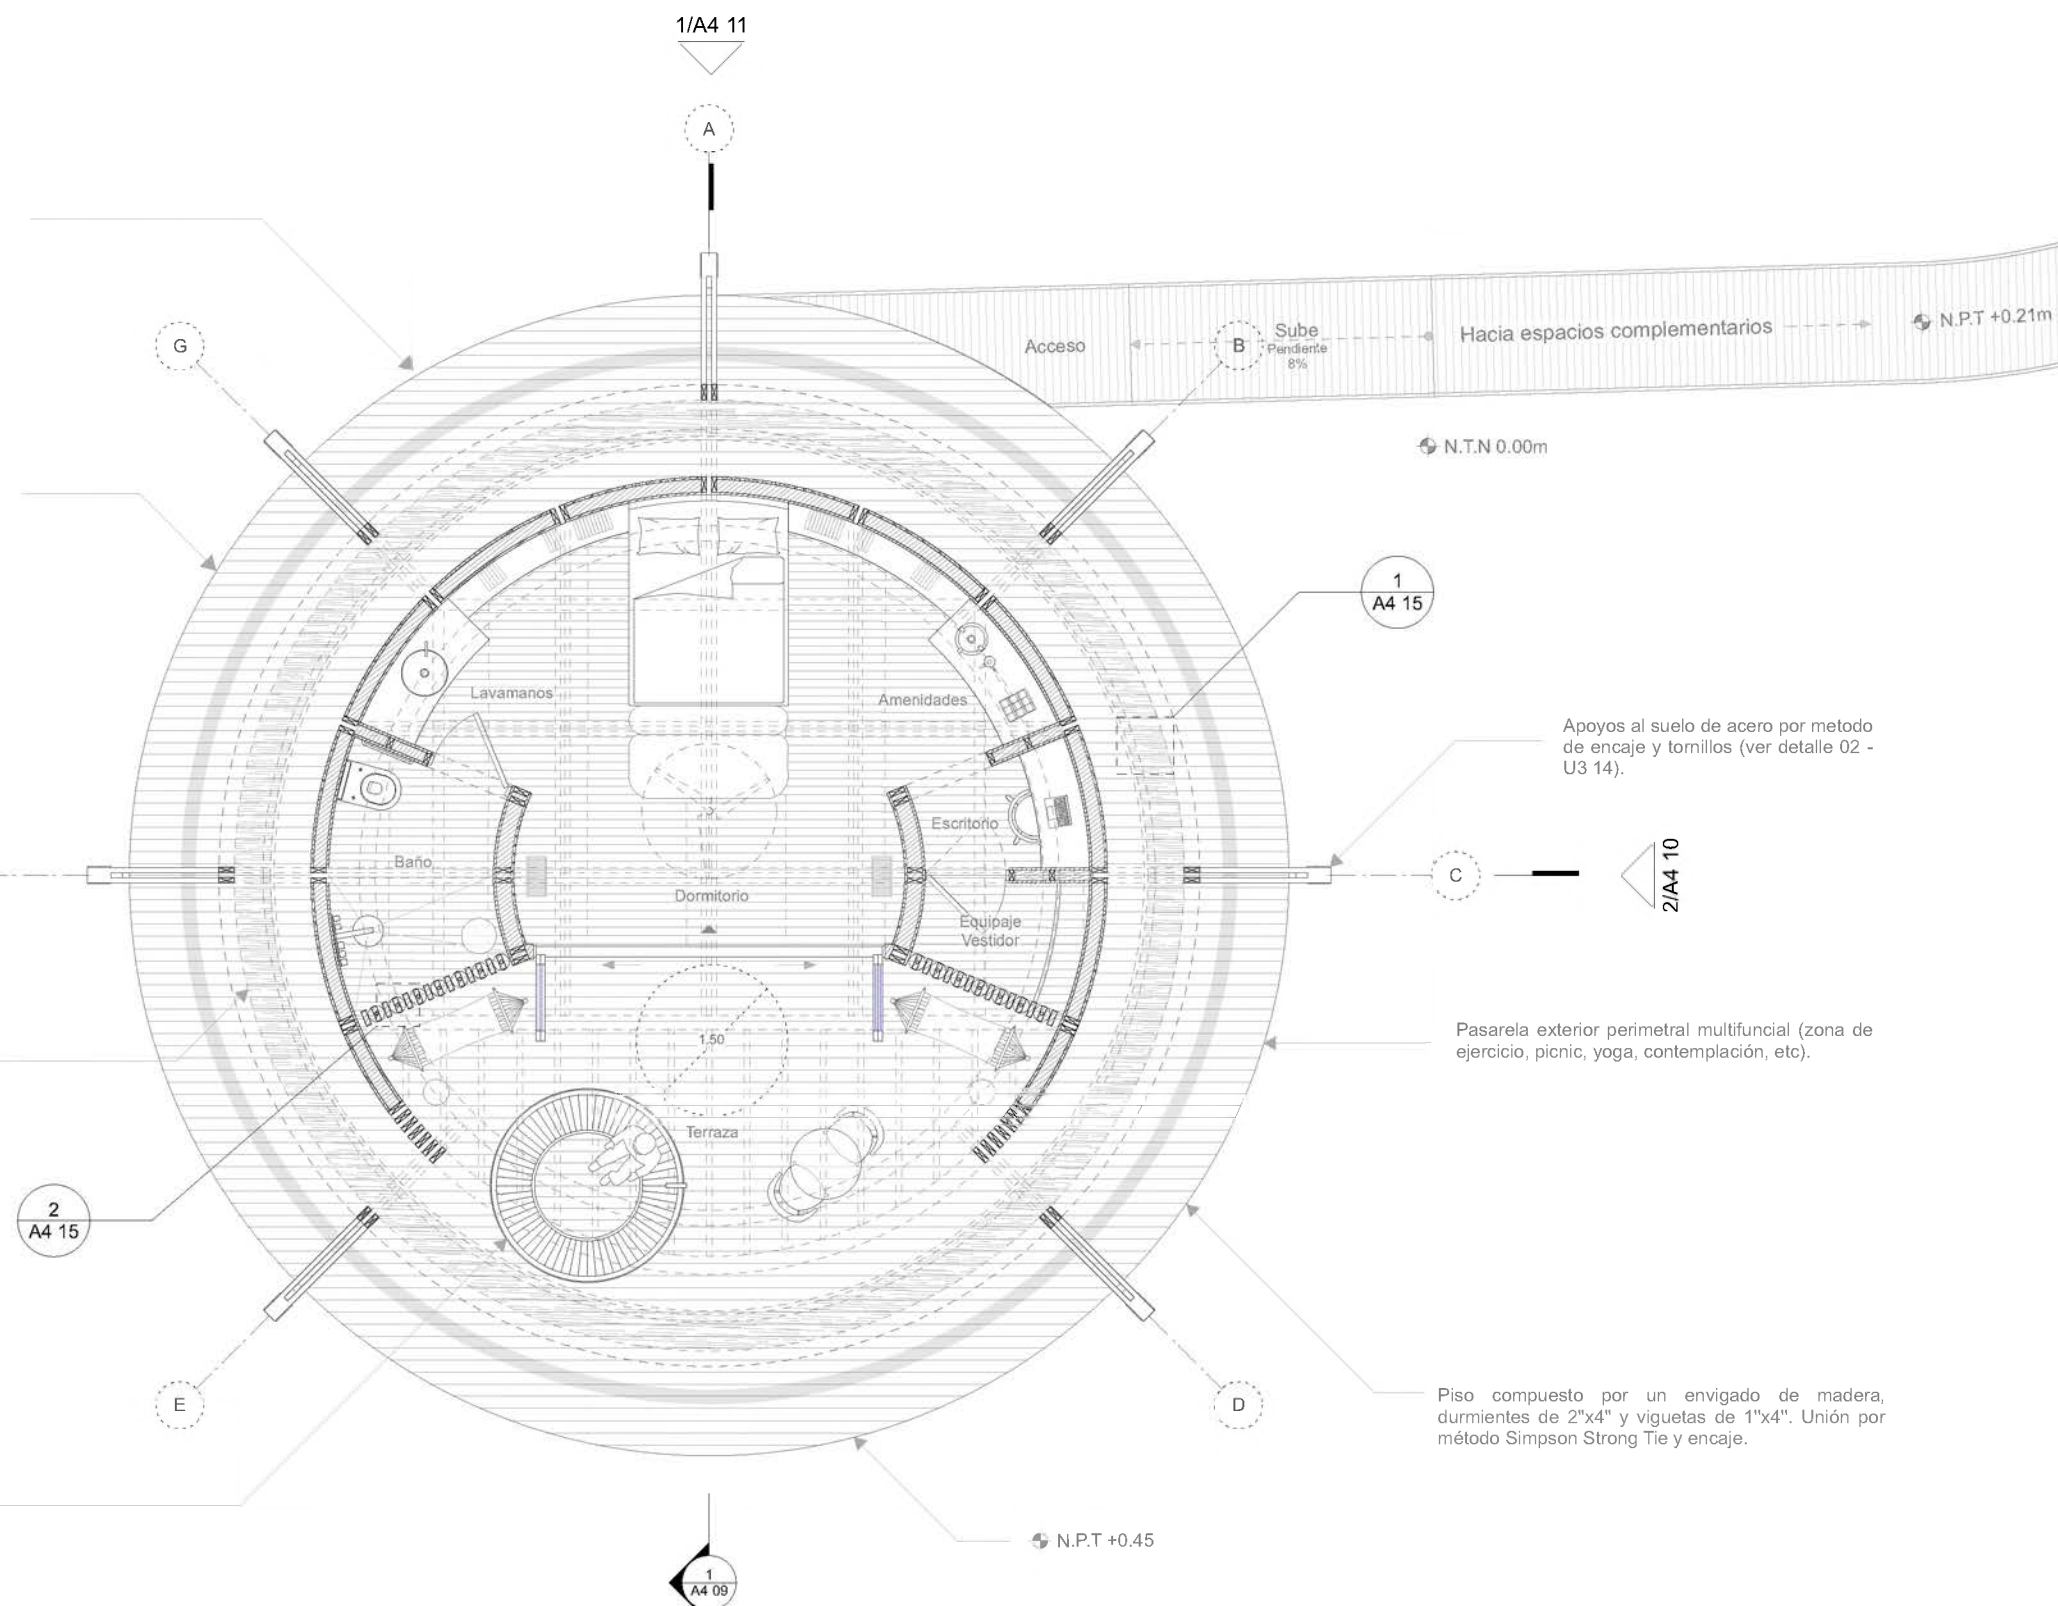 1/A4 11
A
G
Acceso
B
Sube
Pendiente
8%
Hacia espacios complementarios
N.P.T +0.21m
N.T.N 0.00m
1
A4 15
Lavamanos
Amenidades
Apoyos al suelo de acero por metodo
de encaje y tornillos (ver detalle 02 -
U3 14).
Escritorio
Baño
Dormitorio
C
2/A4 10
Equipaje
Vestidor
1.50
Pasarela exterior perimetral multifuncial (zona de
ejercicio, picnic, yoga, contemplación, etc).
Terraza
2
A4 15
E
D
Piso compuesto por un envigado de madera,
durmientes de 2"x4" y viguetas de 1"x4". Unión por
método Simpson Strong Tie y encaje.
N.P.T +0.45
1
A4 09